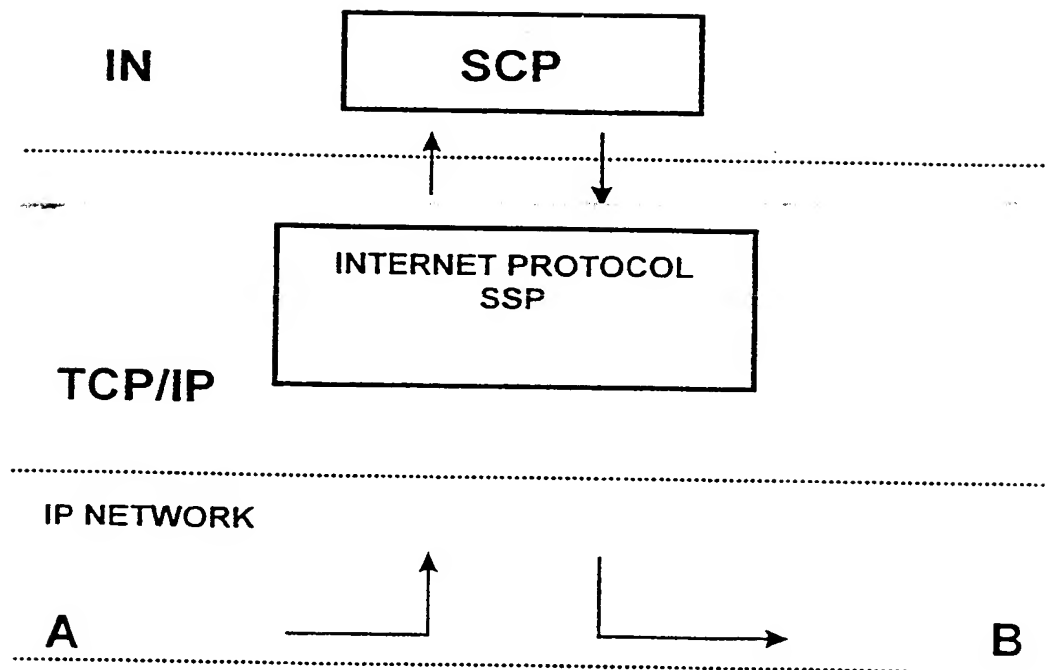 IN
SCP
INTERNET PROTOCOL
SSP
TCP/IP
IP NETWORK
A
B